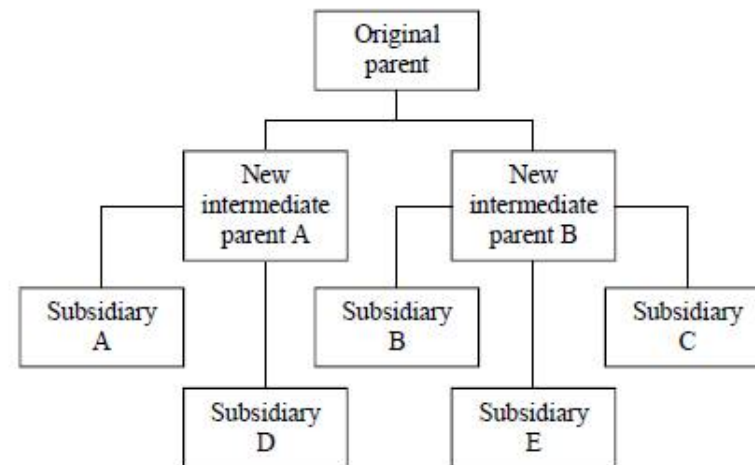 Original
parent
New
intermediate
parent A
New
intermediate
parent B
Subsidiary
A
Subsidiary
B
Subsidiary
C
Subsidiary
D
Subsidiary
E